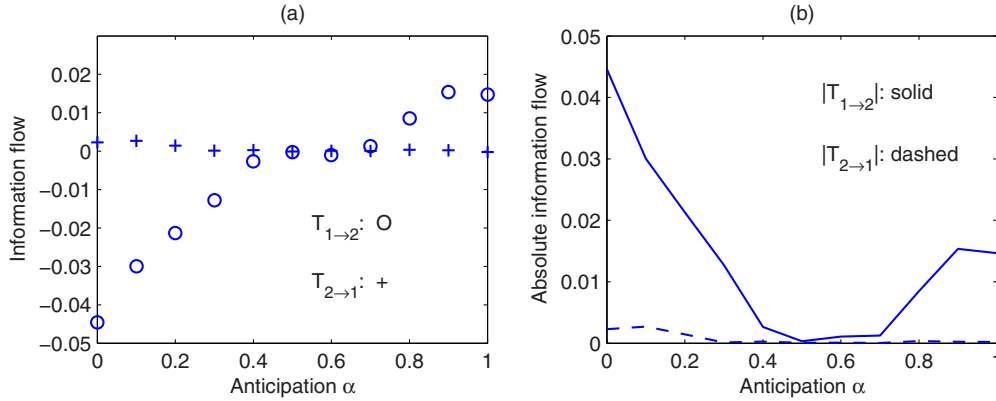 (a)
0.02
0.01
0
−0.01
−0.02
−0.03
−0.04
−0.05
Information flow
T1→2: O
T2→1: +
0 0.2 0.4 0.6 0.8 1
Anticipation α
(b)
0.05
0.04
0.03
0.02
0.01
0
Absolute information flow
|T1→2|: solid
|T2→1|: dashed
0 0.2 0.4 0.6 0.8 1
Anticipation α